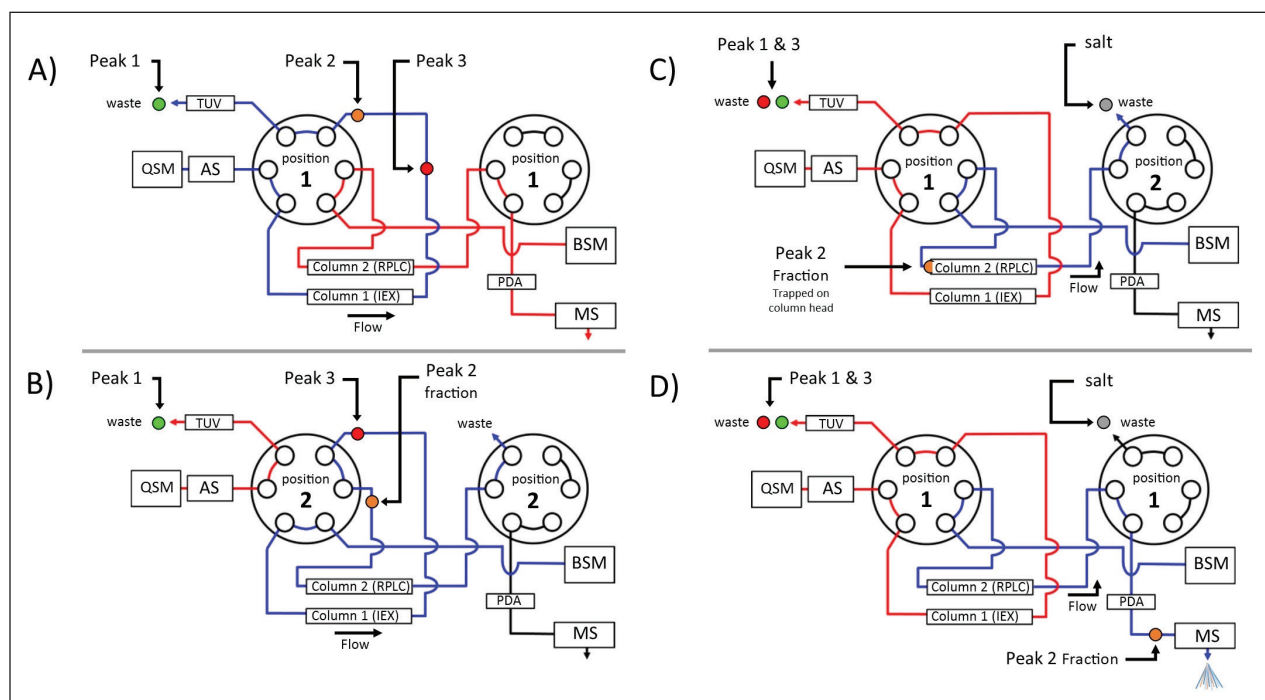 A)
Peak 1
Peak 2
Peak 3
waste
TUV
QSM
AS
position
1
position
1
BSM
Column 2 (RPLC)
PDA
Column 1 (IEX)
MS
Flow
B)
Peak 1
Peak 3
Peak 2
fraction
waste
TUV
waste
QSM
AS
position
2
position
2
BSM
Column 2 (RPLC)
PDA
Column 1 (IEX)
MS
Flow
C)
Peak 1 & 3
salt
waste
TUV
waste
QSM
AS
position
1
position
2
BSM
Peak 2
Fraction
Trapped on
column head
Column 2 (RPLC)
Flow
PDA
Column 1 (IEX)
MS
D)
Peak 1 & 3
salt
waste
TUV
waste
QSM
AS
position
1
position
1
BSM
Column 2 (RPLC)
Flow
PDA
Column 1 (IEX)
MS
Peak 2 Fraction